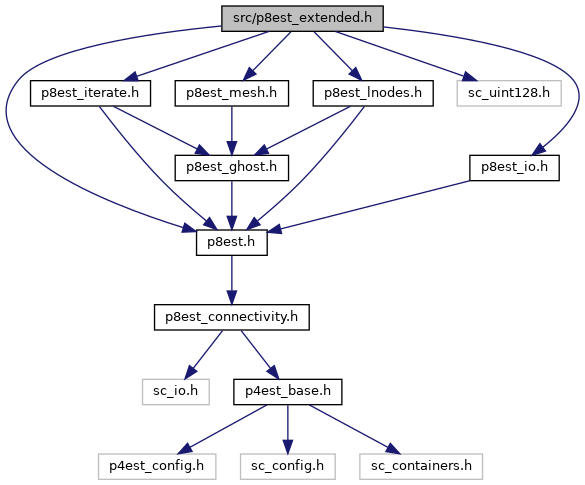 src/p8est_extended.h
p8est_iterate.h
p8est_mesh.h
p8est_lnodes.h
sc_uint128.h
p8est_ghost.h
p8est_io.h
p8est.h
p8est_connectivity.h
sc_io.h
p4est_base.h
p4est_config.h
sc_config.h
sc_containers.h